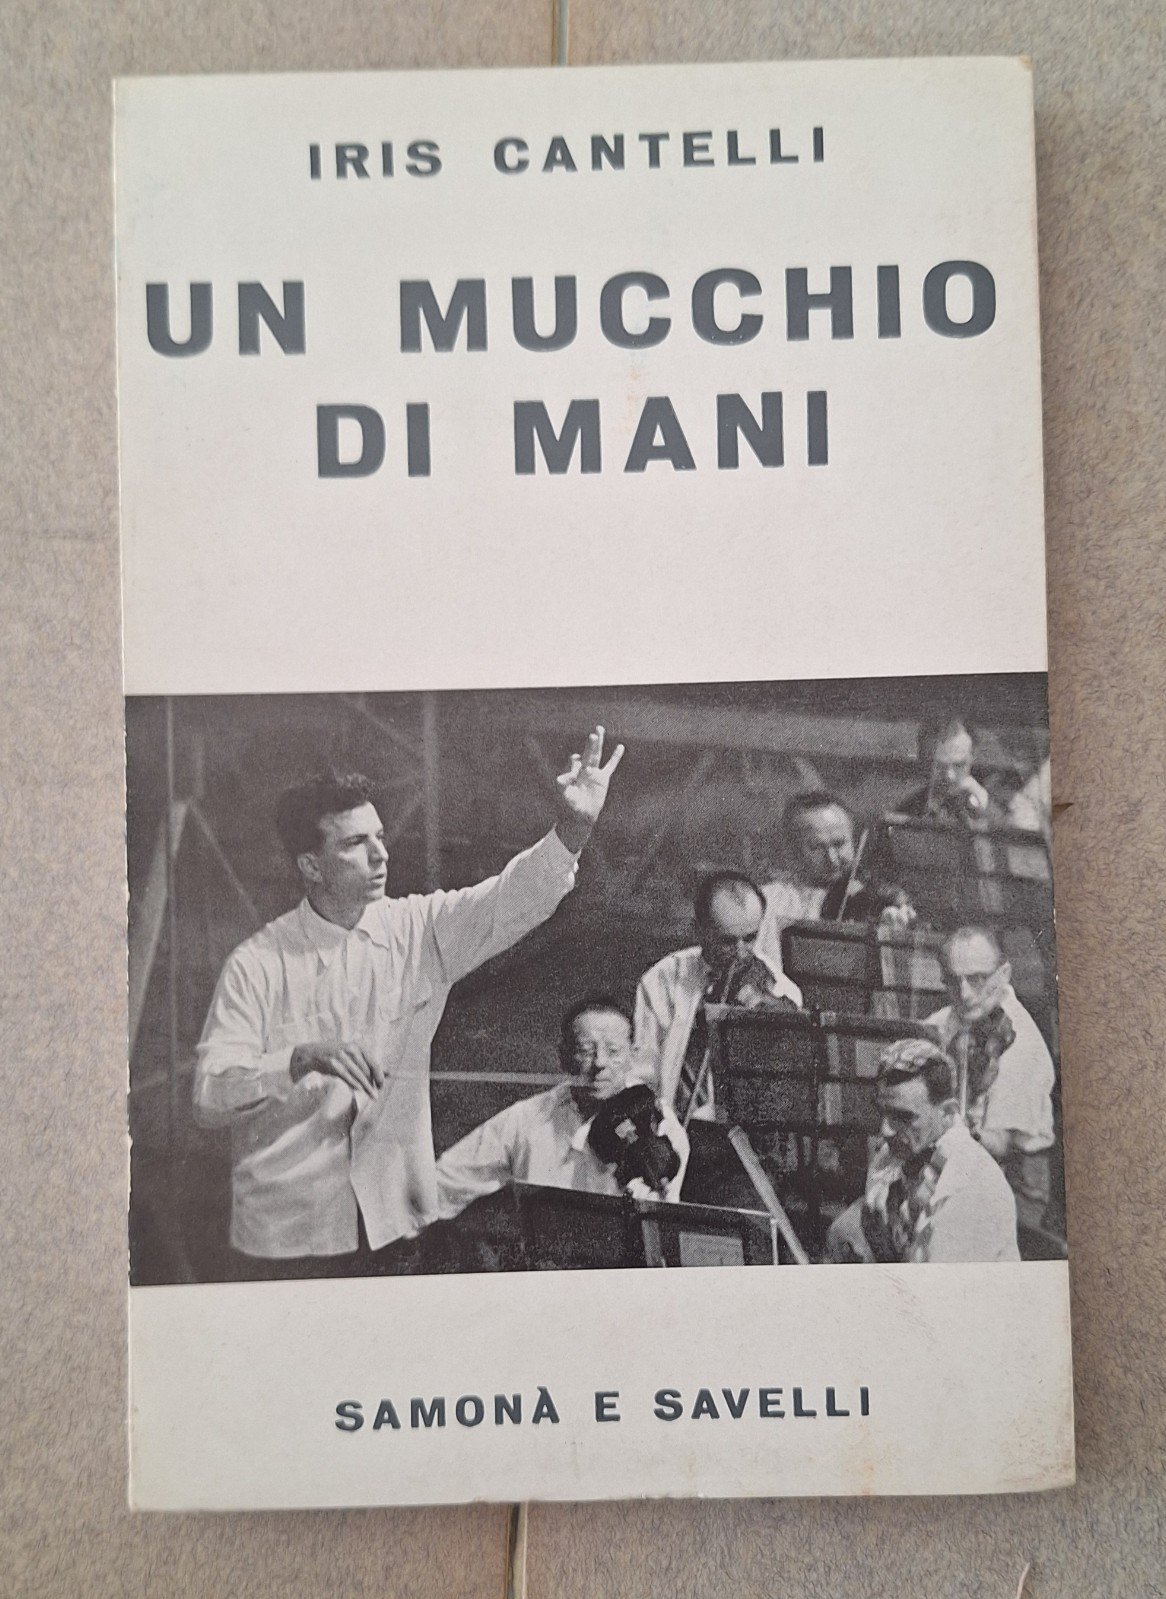 IRIS CANTELLI
UN MUCCHIO
DI MANI
SAMONÀ E SAVELLI